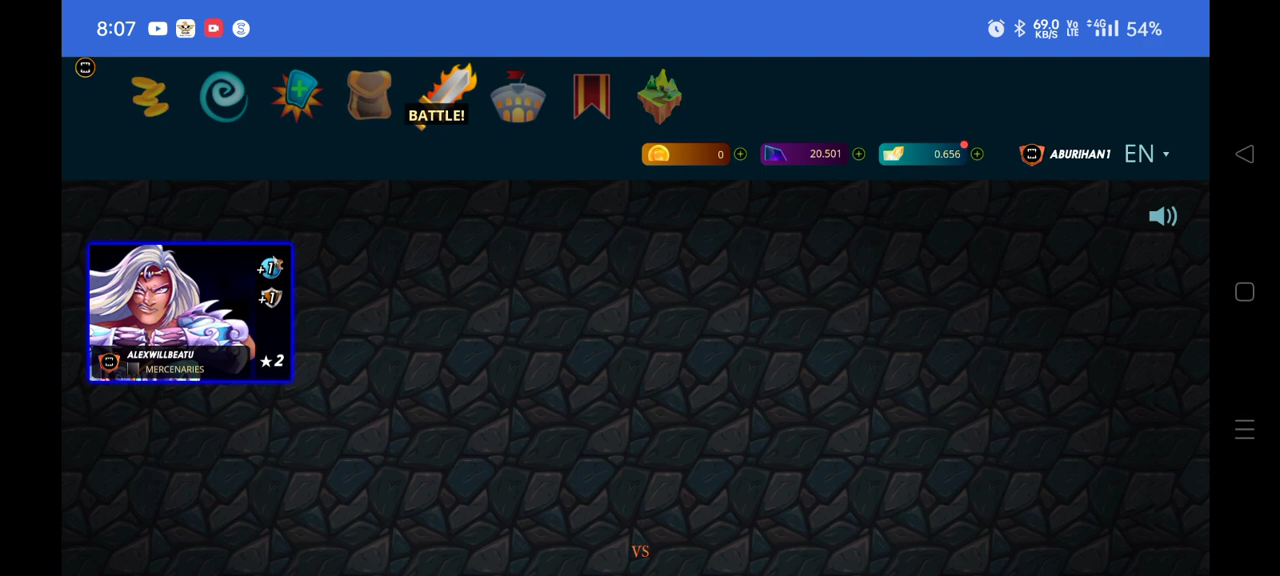 8:07
69.0 KB/S Vo LTE 4G 54%
BATTLE!
0 20.501 0.656 ABURIHAN1 EN
+1
+1
ALEXWILLBEATU
MERCENARIES
★2
VS